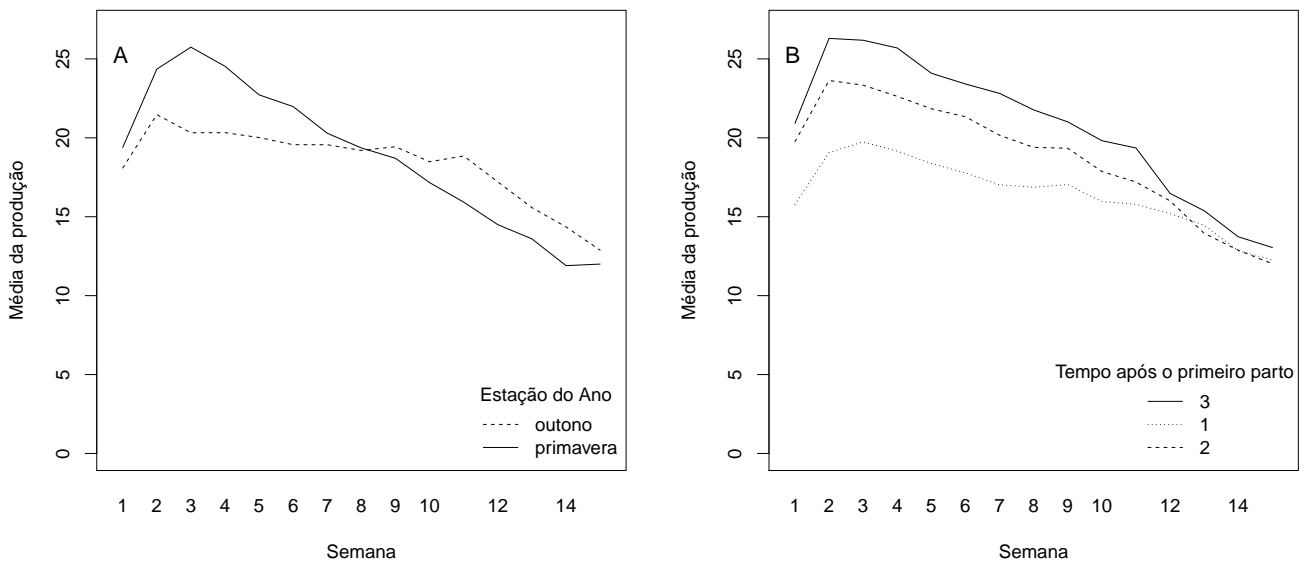 A
Média da produção
25
20
15
10
5
0
Estação do Ano
outono
primavera
1 2 3 4 5 6 7 8 9 10 12 14
Semana
B
Média da produção
25
20
15
10
5
0
Tempo após o primeiro parto
3
1
2
1 2 3 4 5 6 7 8 9 10 12 14
Semana